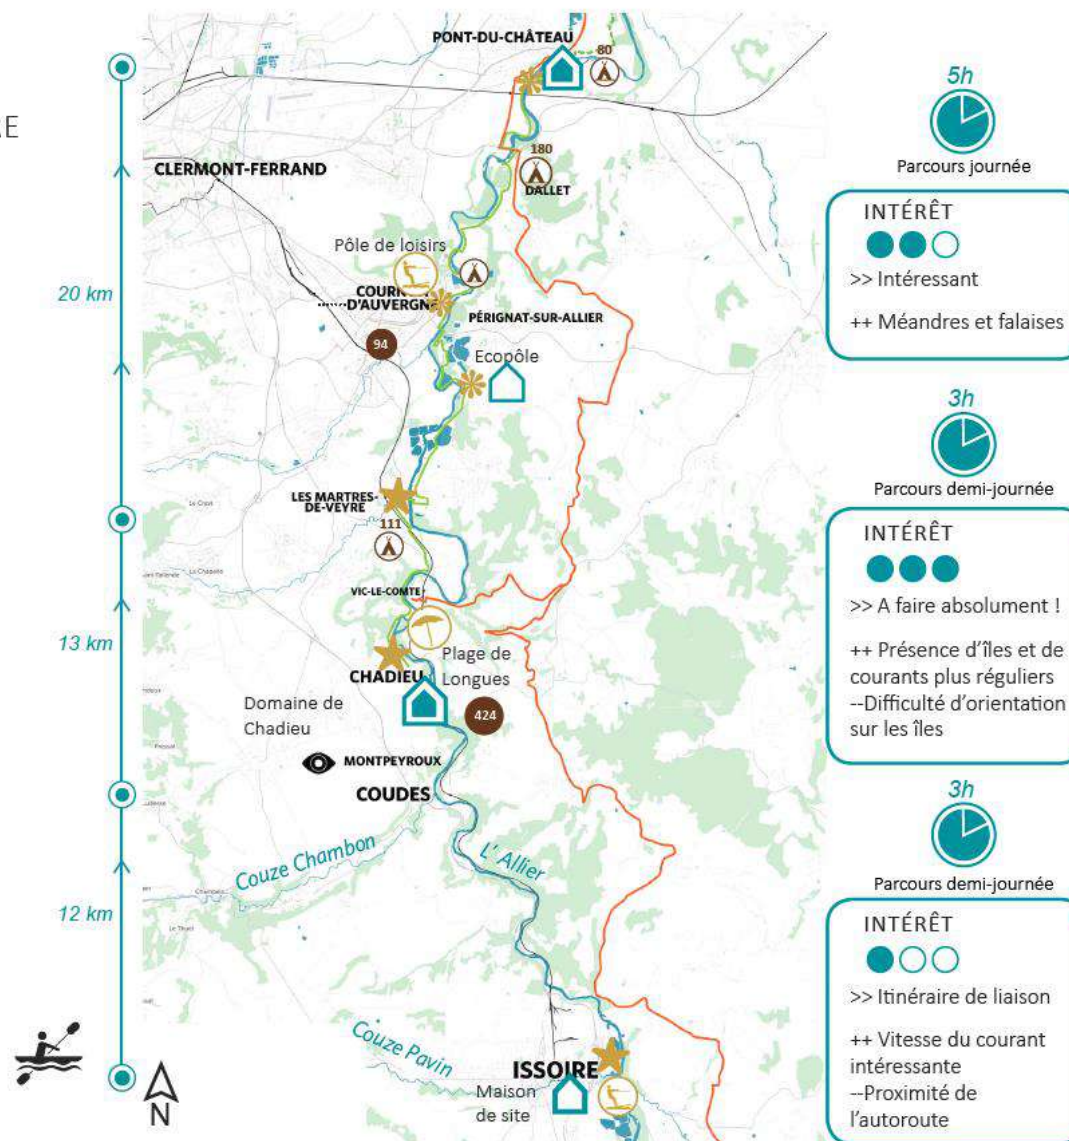 PONT-DU-CHÂTEAU
80
CLERMONT-FERRAND
180
DALLET
Pôle de loisirs
COURN
D'AUVERGNE
PÉRIGNAT-SUR-ALLIER
94
Ecopôle
20 km
LES MARTRES-
DE-VEYRE
111
VIC-LE-COMTE
13 km
Plage de
Longues
CHADIEU
Domaine de
Chadieu
424
MONTPEYROUX
COUDES
Couze Chambon
L' Allier
12 km
Couze Pavin
ISSOIRE
Maison
de site
N
5h
Parcours journée
INTÉRÊT
>> Intéressant
++ Méandres et falaises
3h
Parcours demi-journée
INTÉRÊT
>> A faire absolument !
++ Présence d'îles et de
courants plus réguliers
--Difficulté d'orientation
sur les îles
3h
Parcours demi-journée
INTÉRÊT
>> Itinéraire de liaison
++ Vitesse du courant
intéressante
--Proximité de
l'autoroute